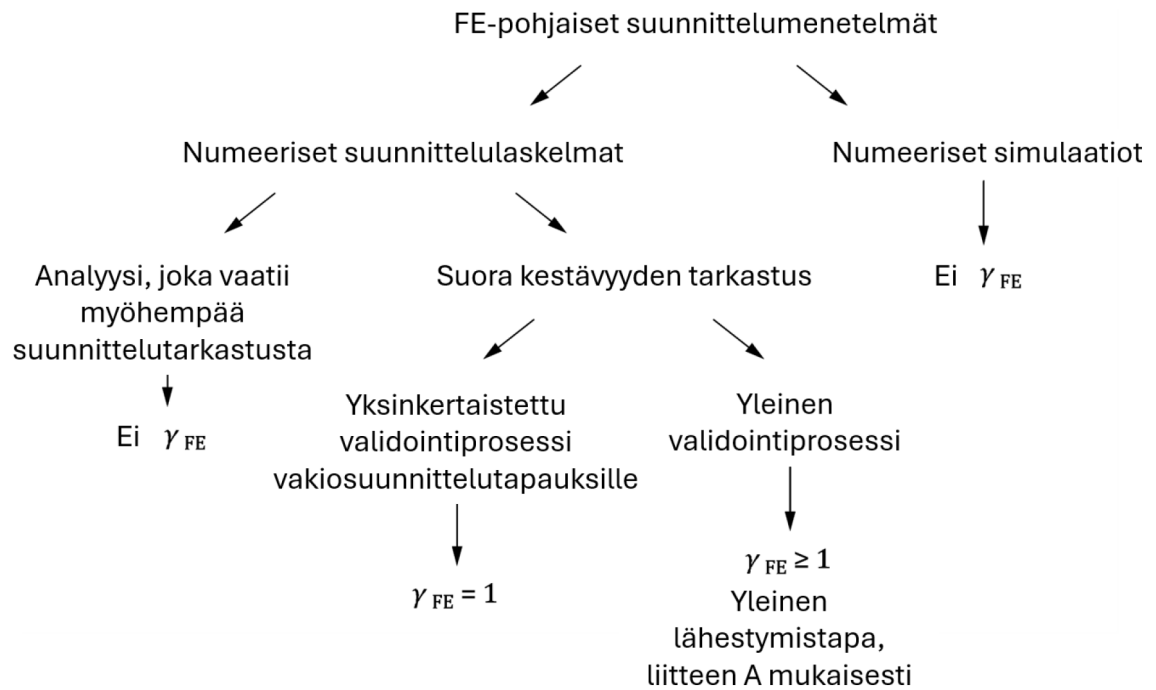 FE-pohjaiset suunnittelumenetelmät
Numeeriset suunnittelulaskelmat
Numeeriset simulaatiot
Analyysi, joka vaatii
myöhempää
suunnittelutarkastusta
Suora kestävyyden tarkastus
Ei γ FE
Ei γ FE
Yksinkertaistettu
validointiprosessi
vakiosuunnittelutapauksille
Yleinen
validointiprosessi
γ FE = 1
γ FE ≥ 1
Yleinen
lähestymistapa,
liitteen A mukaisesti